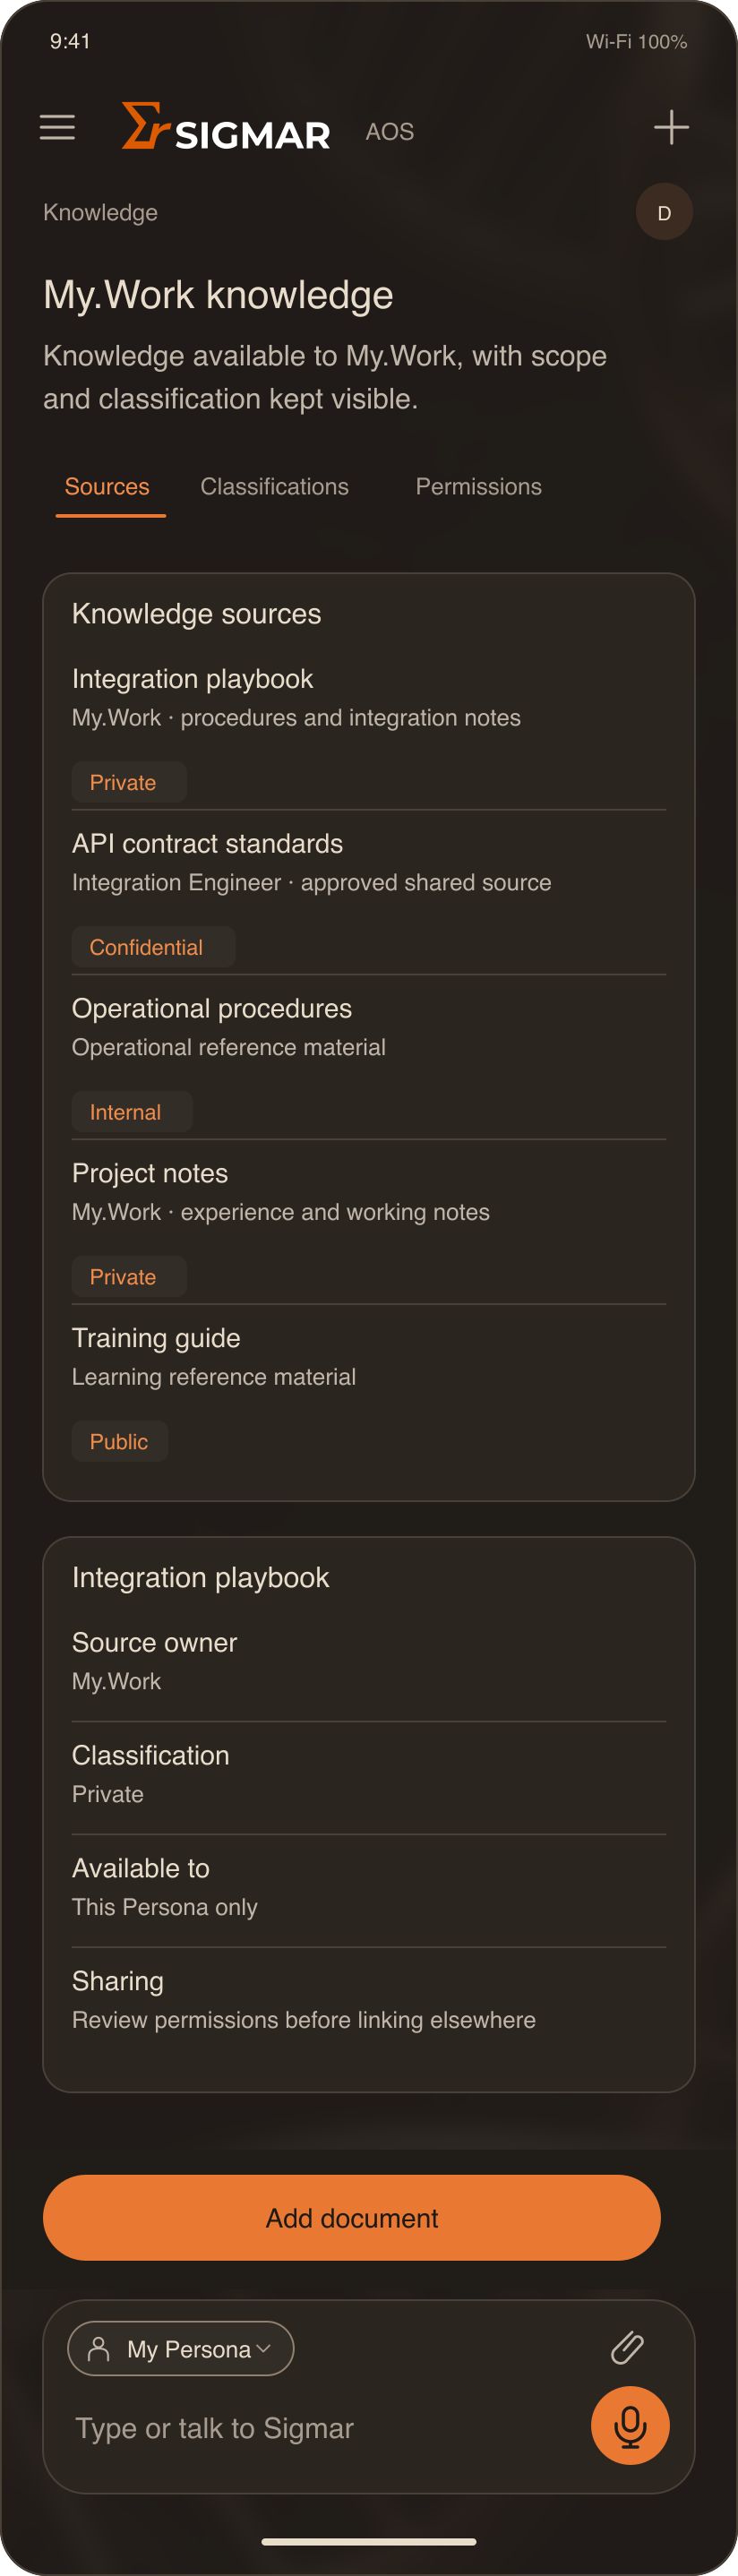 9:41
Wi-Fi 100%
Σr SIGMAR AOS
Knowledge
D
My.Work knowledge
Knowledge available to My.Work, with scope
and classification kept visible.
Sources Classifications Permissions
Knowledge sources
Integration playbook
My.Work · procedures and integration notes
Private
API contract standards
Integration Engineer · approved shared source
Confidential
Operational procedures
Operational reference material
Internal
Project notes
My.Work · experience and working notes
Private
Training guide
Learning reference material
Public
Integration playbook
Source owner
My.Work
Classification
Private
Available to
This Persona only
Sharing
Review permissions before linking elsewhere
Add document
My Persona
Type or talk to Sigmar